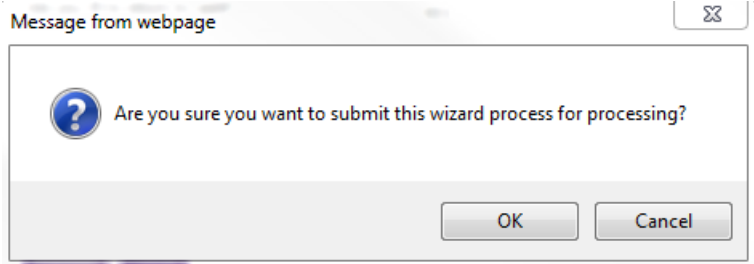 Message from webpage
Are you sure you want to submit this wizard process for processing?
OK
Cancel